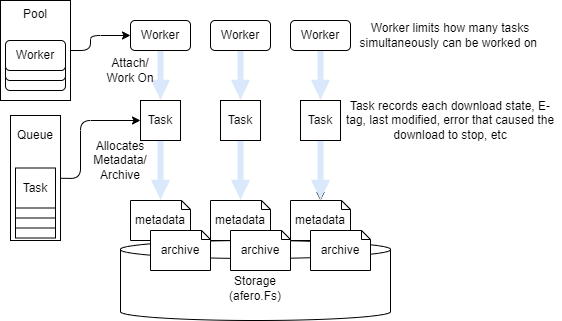 Pool
Worker
Worker
Worker
Worker
Worker limits how many tasks
simultaneously can be worked on
Attach/
Work On
Task
Task
Task
Task records each download state, E-
tag, last modified, error that caused the
download to stop, etc
Queue
Task
Allocates
Metadata/
Archive
metadata
metadata
metadata
archive
archive
archive
Storage
(afero.Fs)